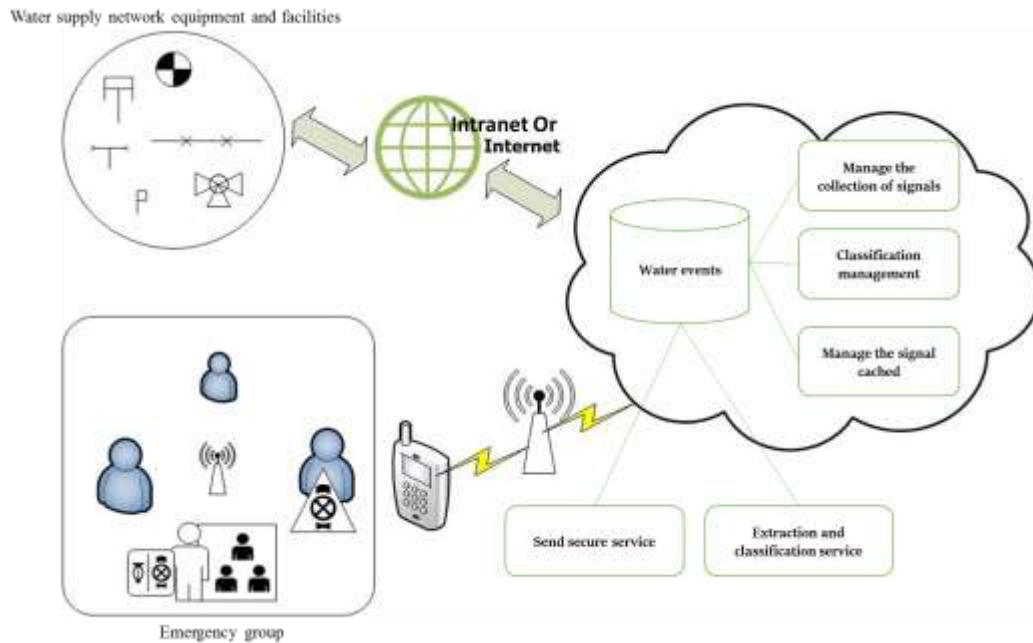 Water supply network equipment and facilities
Intranet Or
Internet
Manage the
collection of signals
Water events
Classification
management
Manage the signal
cached
Send secure service
Extraction and
classification service
Emergency group